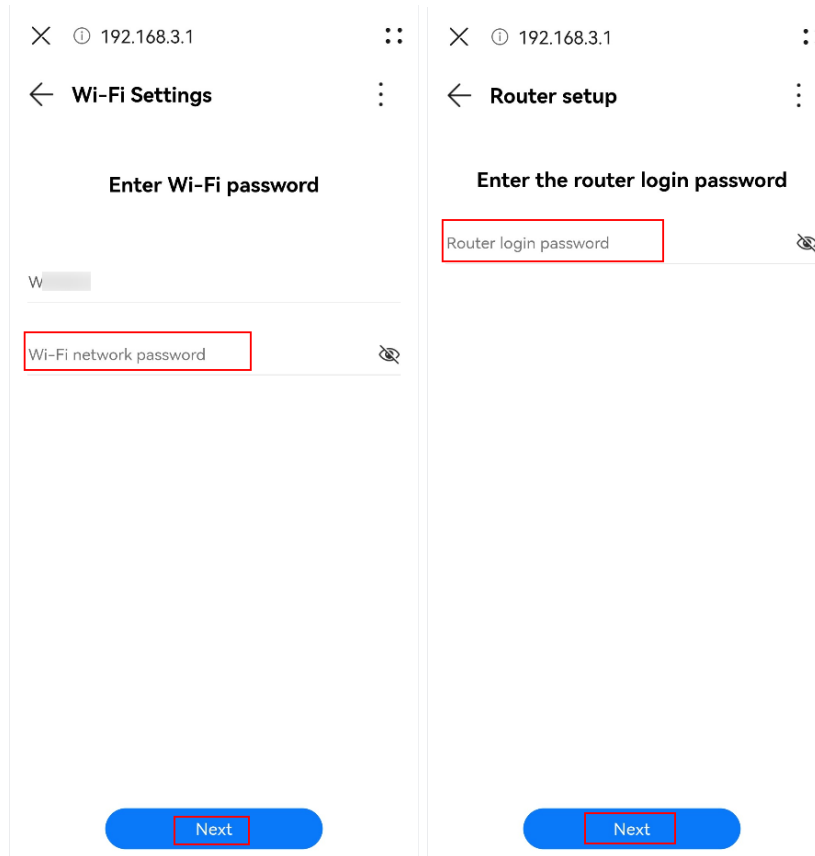 192.168.3.1
Wi-Fi Settings
Enter Wi-Fi password
W
Wi-Fi network password
Next
192.168.3.1
Router setup
Enter the router login password
Router login password
Next